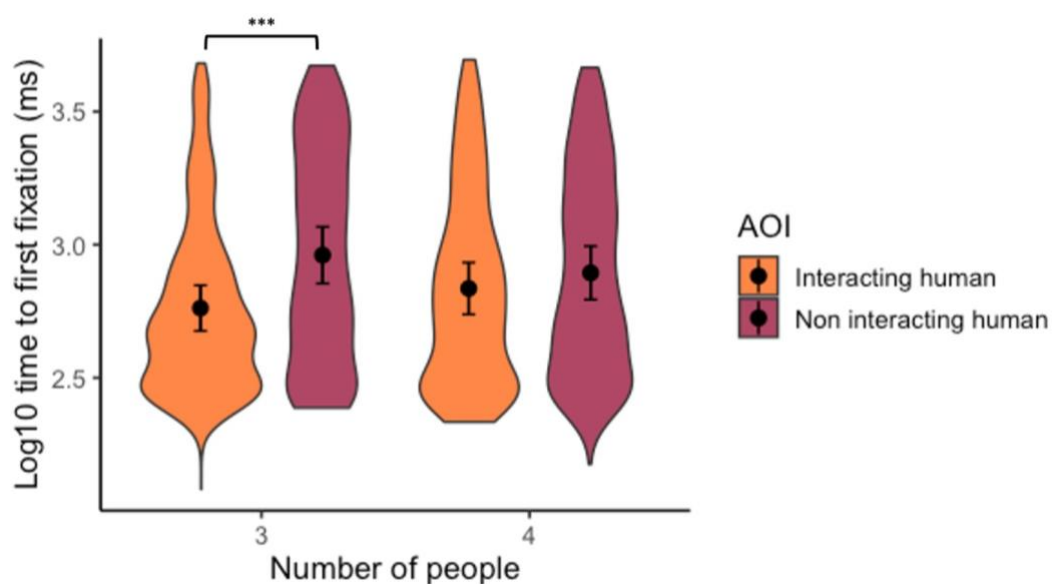 ***
Log10 time to first fixation (ms)
3.5
3.0
2.5
3
4
Number of people
AOI
Interacting human
Non interacting human